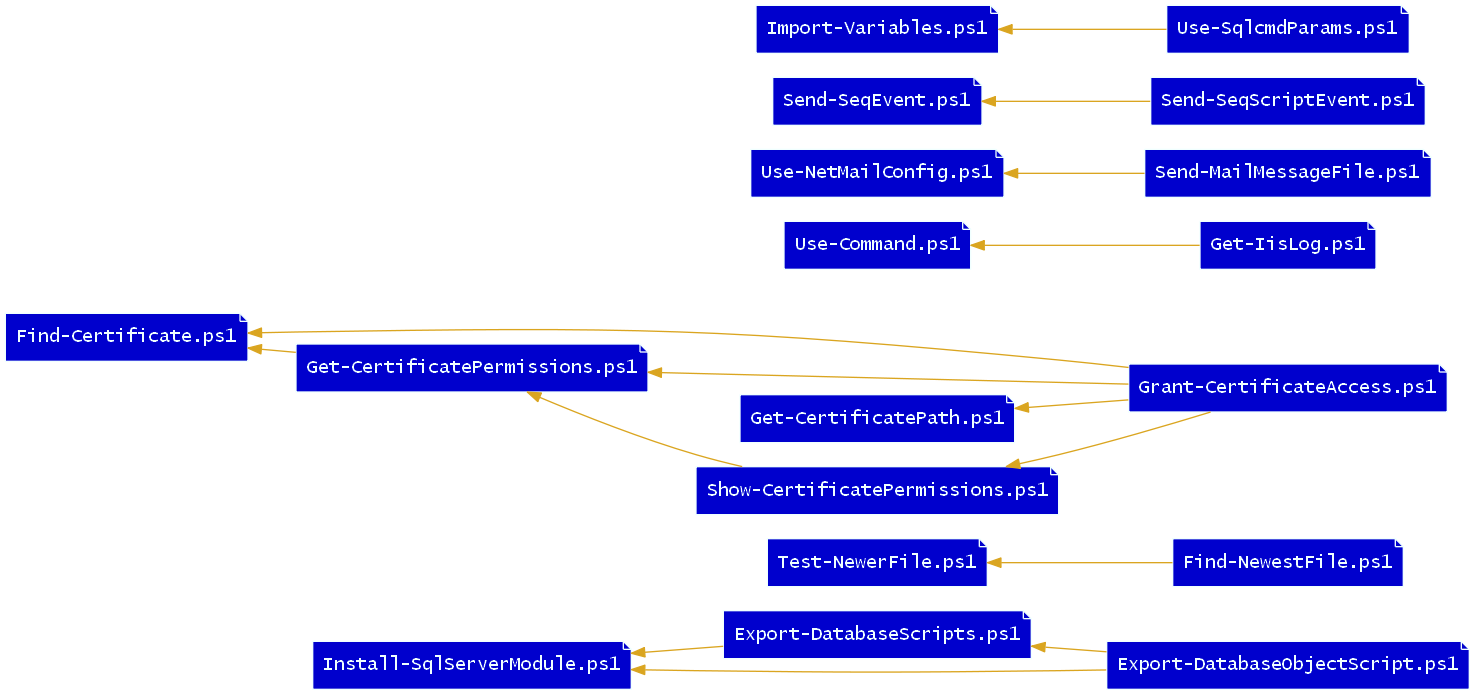 Import-Variables.ps1
Use-SqlcmdParams.ps1
Send-SeqEvent.ps1
Send-SeqScriptEvent.ps1
Use-NetMailConfig.ps1
Send-MailMessageFile.ps1
Use-Command.ps1
Get-IisLog.ps1
Find-Certificate.ps1
Get-CertificatePermissions.ps1
Grant-CertificateAccess.ps1
Get-CertificatePath.ps1
Show-CertificatePermissions.ps1
Test-NewerFile.ps1
Find-NewestFile.ps1
Export-DatabaseScripts.ps1
Install-SqlServerModule.ps1
Export-DatabaseObjectScript.ps1